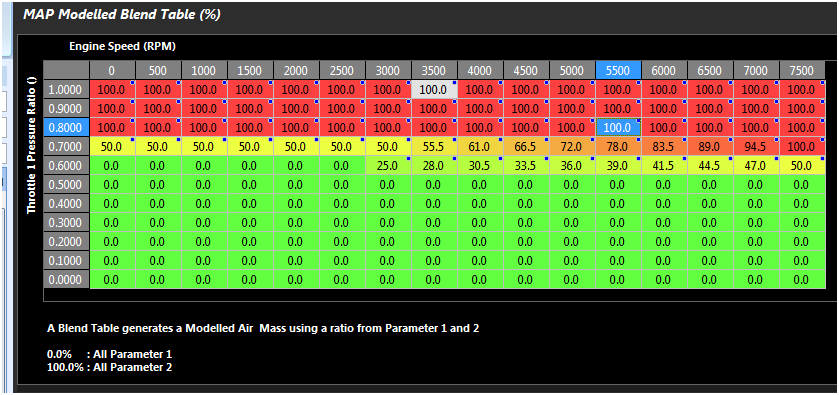 MAP Modelled Blend Table (%)
Engine Speed (RPM)
0 500 1000 1500 2000 2500 3000 3500 4000 4500 5000 5500 6000 6500 7000 7500
Throttle 1 Pressure Ratio ()
1.0000 100.0 100.0 100.0 100.0 100.0 100.0 100.0 100.0 100.0 100.0 100.0 100.0 100.0 100.0 100.0 100.0
0.9000 100.0 100.0 100.0 100.0 100.0 100.0 100.0 100.0 100.0 100.0 100.0 100.0 100.0 100.0 100.0 100.0
0.8000 100.0 100.0 100.0 100.0 100.0 100.0 100.0 100.0 100.0 100.0 100.0 100.0 100.0 100.0 100.0 100.0
0.7000 50.0 50.0 50.0 50.0 50.0 50.0 50.0 55.5 61.0 66.5 72.0 78.0 83.5 89.0 94.5 100.0
0.6000 0.0 0.0 0.0 0.0 0.0 0.0 25.0 28.0 30.5 33.5 36.0 39.0 41.5 44.5 47.0 50.0
0.5000 0.0 0.0 0.0 0.0 0.0 0.0 0.0 0.0 0.0 0.0 0.0 0.0 0.0 0.0 0.0 0.0
0.4000 0.0 0.0 0.0 0.0 0.0 0.0 0.0 0.0 0.0 0.0 0.0 0.0 0.0 0.0 0.0 0.0
0.3000 0.0 0.0 0.0 0.0 0.0 0.0 0.0 0.0 0.0 0.0 0.0 0.0 0.0 0.0 0.0 0.0
0.2000 0.0 0.0 0.0 0.0 0.0 0.0 0.0 0.0 0.0 0.0 0.0 0.0 0.0 0.0 0.0 0.0
0.1000 0.0 0.0 0.0 0.0 0.0 0.0 0.0 0.0 0.0 0.0 0.0 0.0 0.0 0.0 0.0 0.0
0.0000 0.0 0.0 0.0 0.0 0.0 0.0 0.0 0.0 0.0 0.0 0.0 0.0 0.0 0.0 0.0 0.0
A Blend Table generates a Modelled Air Mass using a ratio from Parameter 1 and 2
0.0% : All Parameter 1
100.0% : All Parameter 2